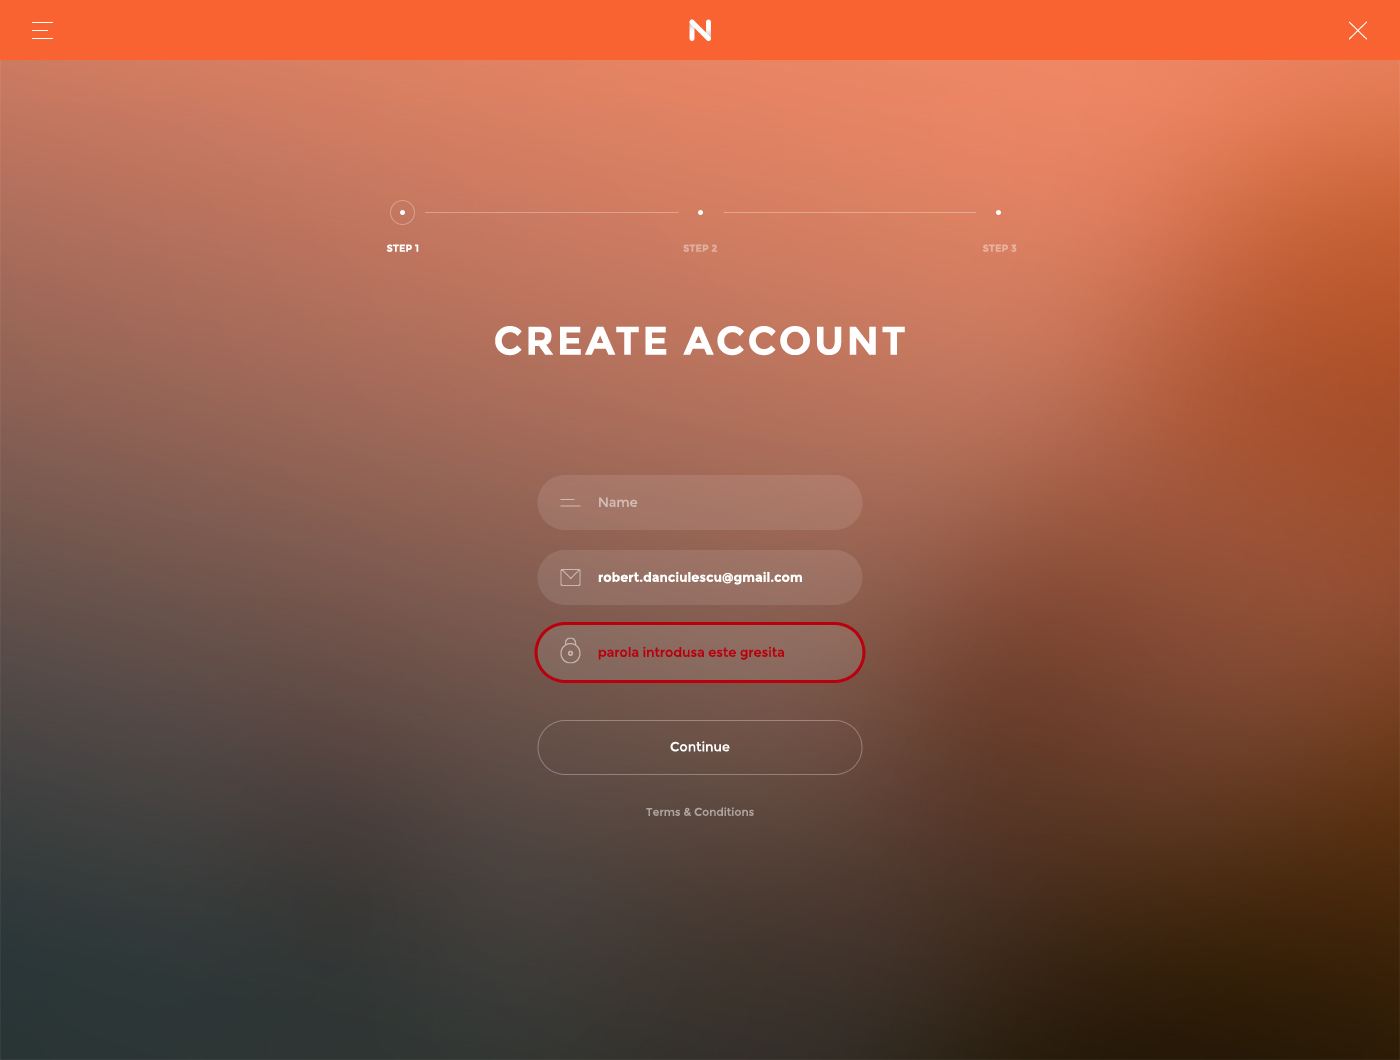 N
STEP 1 STEP 2 STEP 3
CREATE ACCOUNT
Name
robert.danciulescu@gmail.com
parola introdusa este gresita
Continue
Terms & Conditions